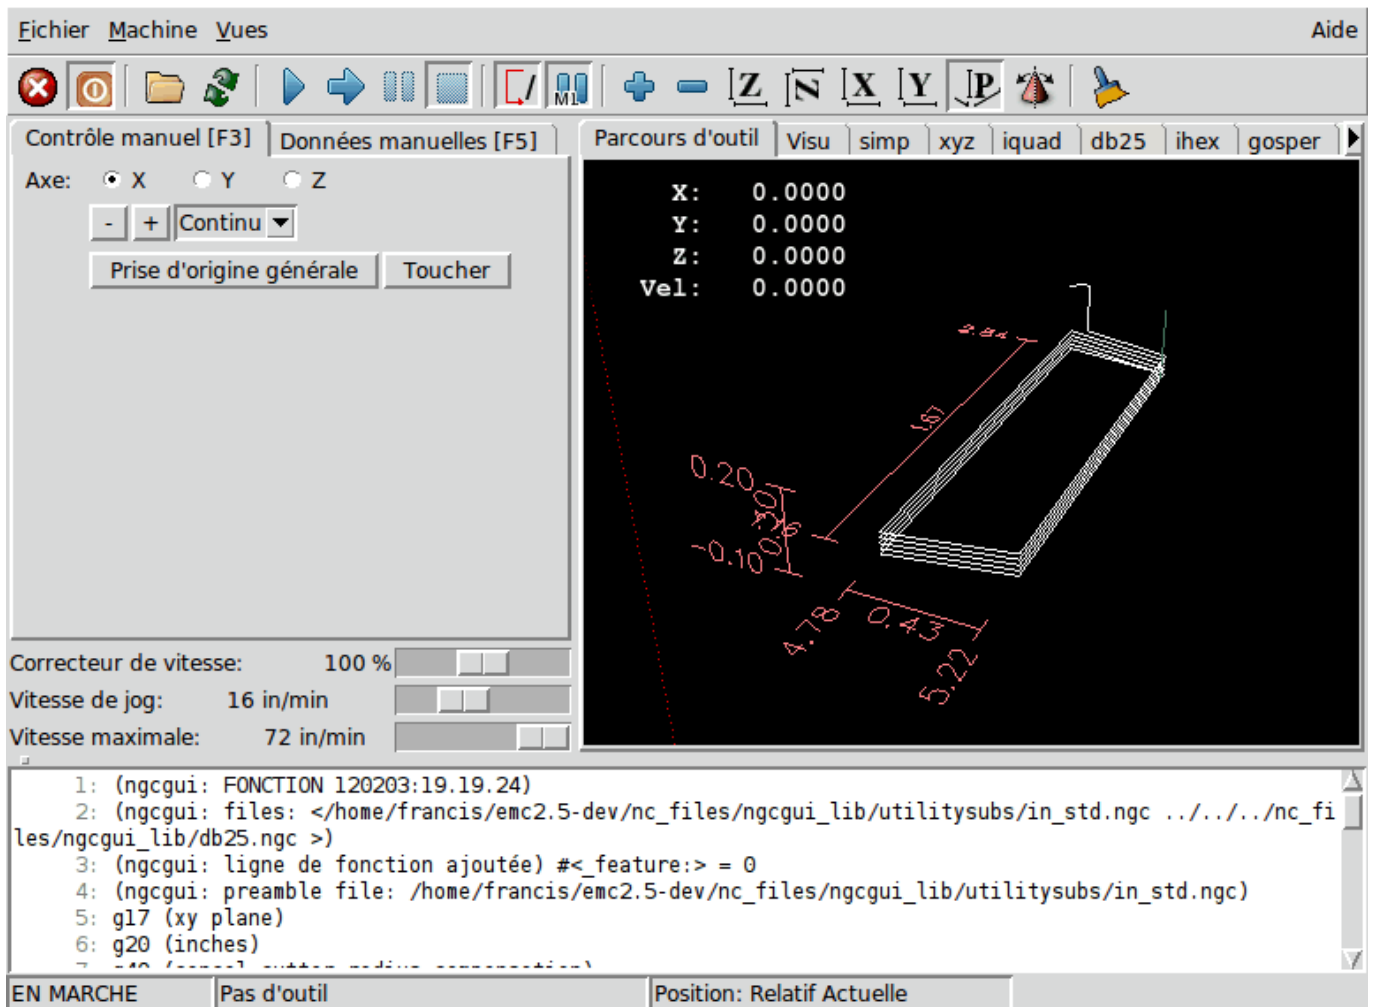 Fichier Machine Vues Aide
M1 Z N X Y P
Contrôle manuel [F3] Données manuelles [F5]
Parcours d'outil Visu simp xyz iquad db25 ihex gosper
Axe: X Y Z
- + Continu
Prise d'origine générale Toucher
X: 0.0000
Y: 0.0000
Z: 0.0000
Vel: 0.0000
0.20
-0.10
4.78
0.43
5.22
Correcteur de vitesse: 100 %
Vitesse de jog: 16 in/min
Vitesse maximale: 72 in/min
1: (ngcgui: FONCTION 120203:19.19.24)
2: (ngcgui: files: </home/francis/emc2.5-dev/nc_files/ngcgui_lib/utilitysubs/in_std.ngc ../../../nc_fi
les/ngcgui_lib/db25.ngc >)
3: (ngcgui: ligne de fonction ajoutée) #<_feature:> = 0
4: (ngcgui: preamble file: /home/francis/emc2.5-dev/nc_files/ngcgui_lib/utilitysubs/in_std.ngc)
5: g17 (xy plane)
6: g20 (inches)
EN MARCHE Pas d'outil Position: Relatif Actuelle